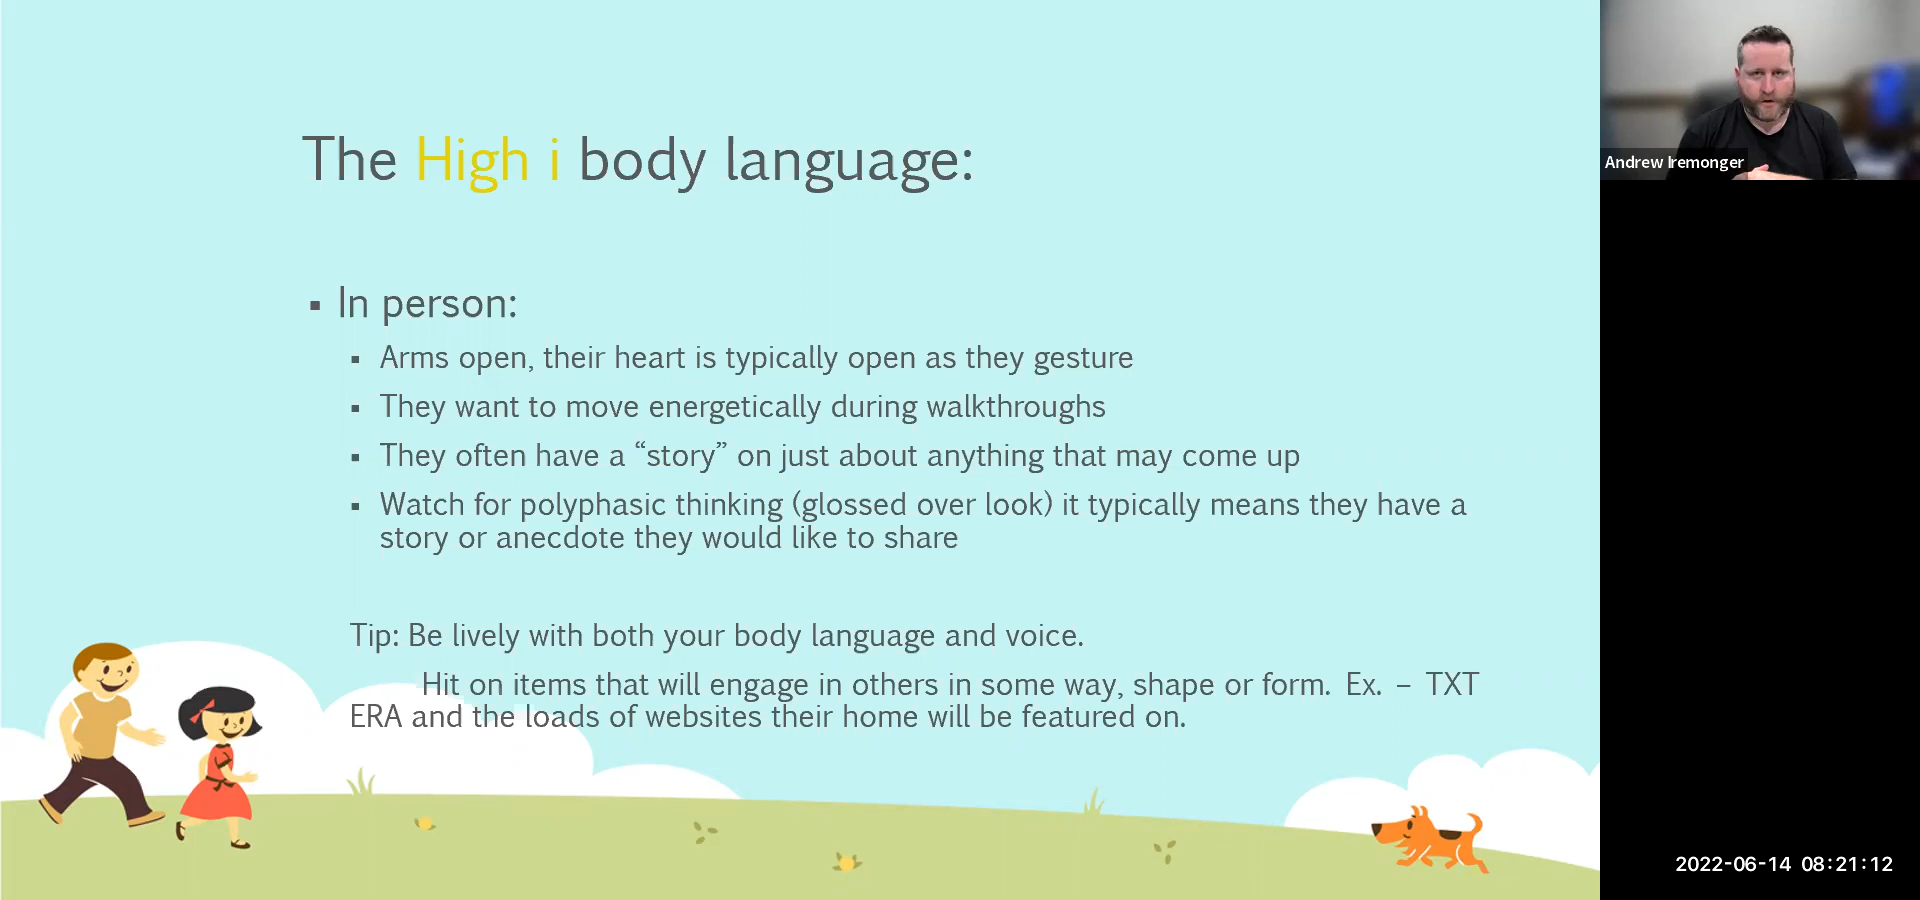 The High i body language:
▪ In person:
▪ Arms open, their heart is typically open as they gesture
▪ They want to move energetically during walkthroughs
▪ They often have a “story” on just about anything that may come up
▪ Watch for polyphasic thinking (glossed over look) it typically means they have a
story or anecdote they would like to share
Tip: Be lively with both your body language and voice.
Hit on items that will engage in others in some way, shape or form. Ex. – TXT
ERA and the loads of websites their home will be featured on.
Andrew Iremonger
2022-06-14 08:21:12